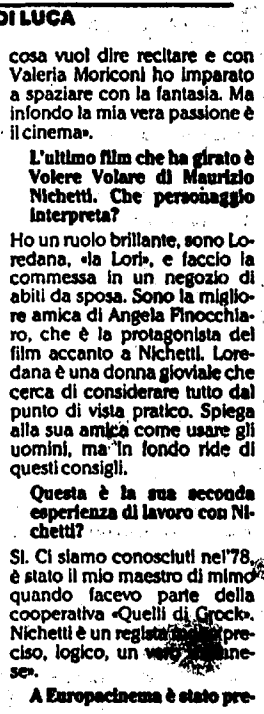 DI LUCA
cosa vuol dire recitare e con
Valeria Moriconi ho imparato
a spaziare con la fantasia. Ma
infondo la mia vera passione è
il cinema».
L'ultimo film che ha girato è
Volere Volare di Maurizio
Nichetti. Che personaggio
interpreta?
Ho un ruolo brillante, sono Lo-
redana, «la Lori», e faccio la
commessa in un negozio di
abiti da sposa. Sono la miglio-
re amica di Angela Finocchia-
ro, che è la protagonista del
film accanto a Nichetti. Lore-
dana è una donna gioviale che
cerca di considerare tutto dal
punto di vista pratico. Spiega
alla sua amica come usare gli
uomini, ma in fondo ride di
questi consigli.
Questa è la sua seconda
esperienza di lavoro con Ni-
chetti?
Sì. Ci siamo conosciuti nel'78,
è stato il mio maestro di mimo
quando facevo parte della
cooperativa «Quelli di Grock».
Nichetti è un regista pre-
ciso, logico, un
se».
A Europacinema è stato pre-